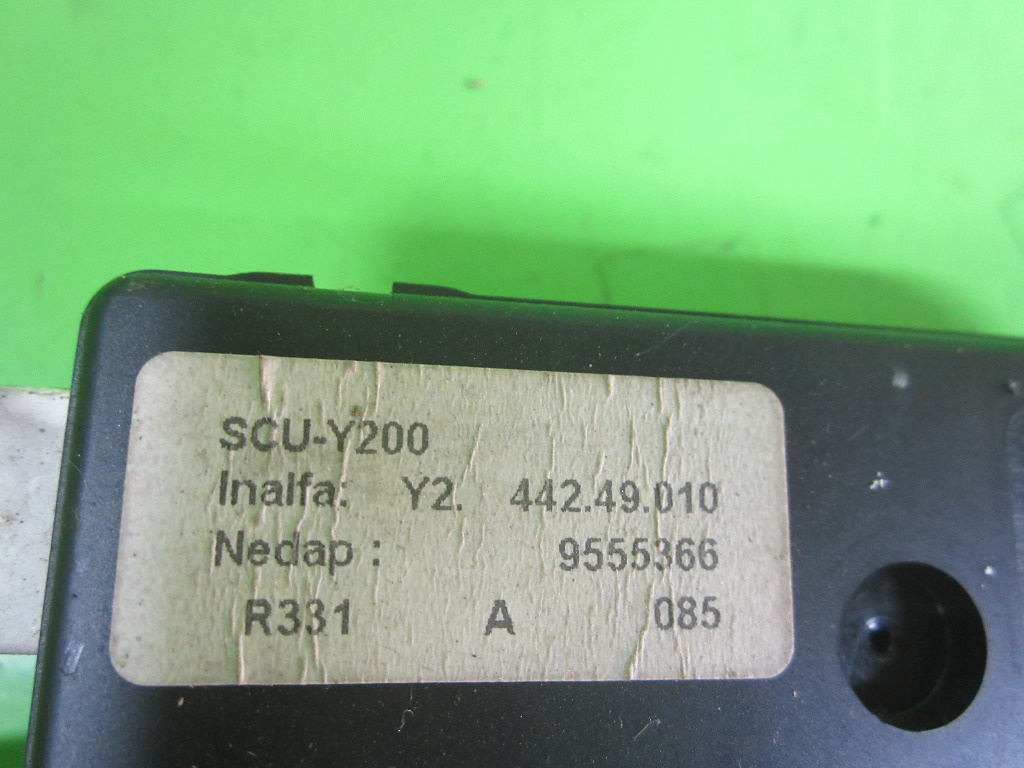 SCU-Y200
Inalfa: Y2. 442.49.010
Nedap : 9555366
R331 A 085